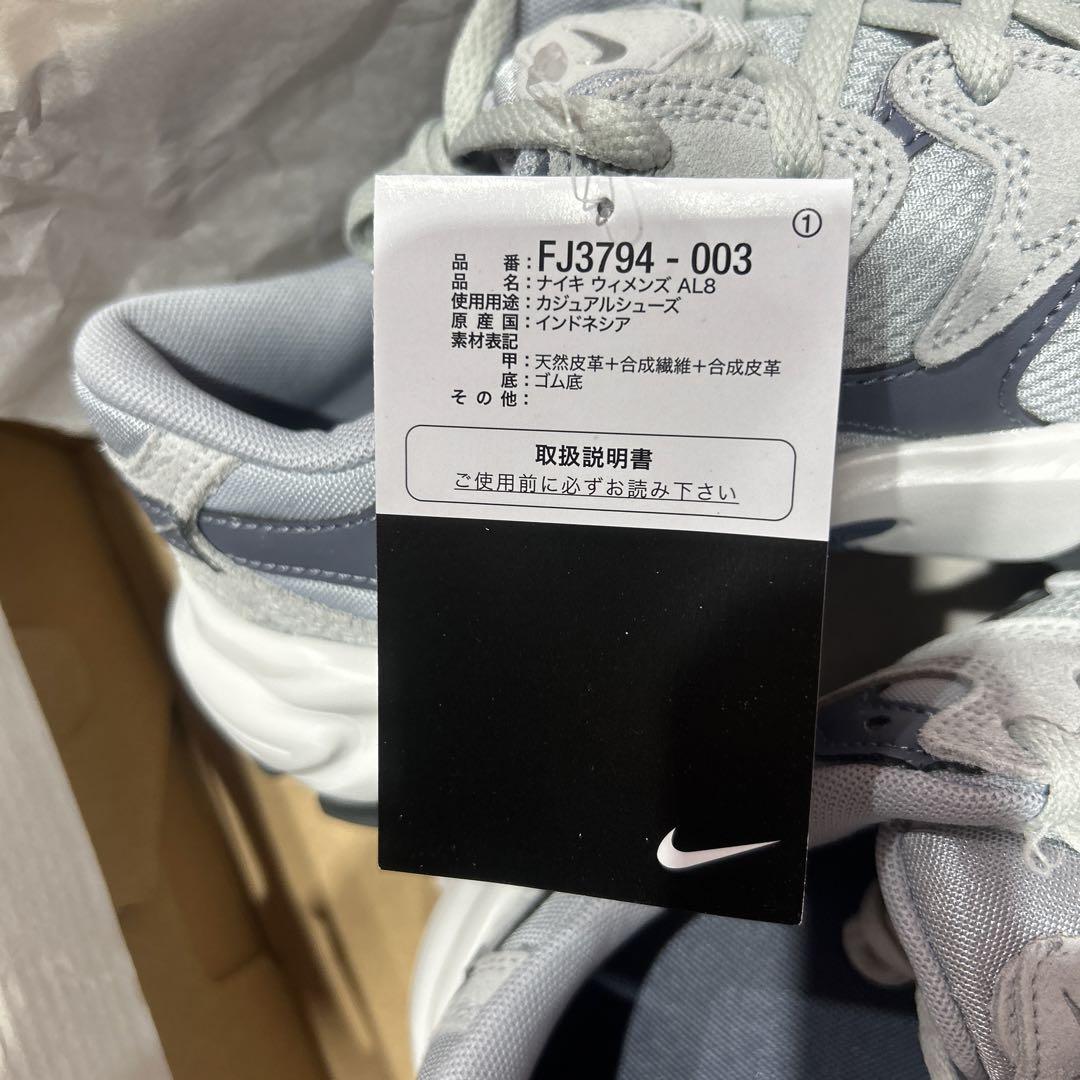 ①
品番：FJ3794 - 003
品名：ナイキ ウィメンズ AL8
使用用途：カジュアルシューズ
原産国：インドネシア
素材表記
甲：天然皮革＋合成繊維＋合成皮革
底：ゴム底
その他：
取扱説明書
ご使用前に必ずお読み下さい